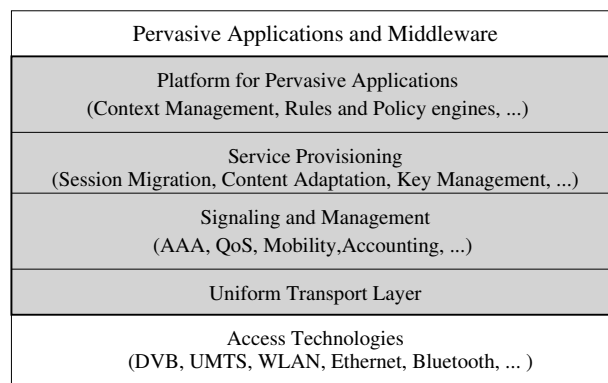 Pervasive Applications and Middleware
Platform for Pervasive Applications
(Context Management, Rules and Policy engines, ...)
Service Provisioning
(Session Migration, Content Adaptation, Key Management, ...)
Signaling and Management
(AAA, QoS, Mobility,Accounting, ...)
Uniform Transport Layer
Access Technologies
(DVB, UMTS, WLAN, Ethernet, Bluetooth, ... )